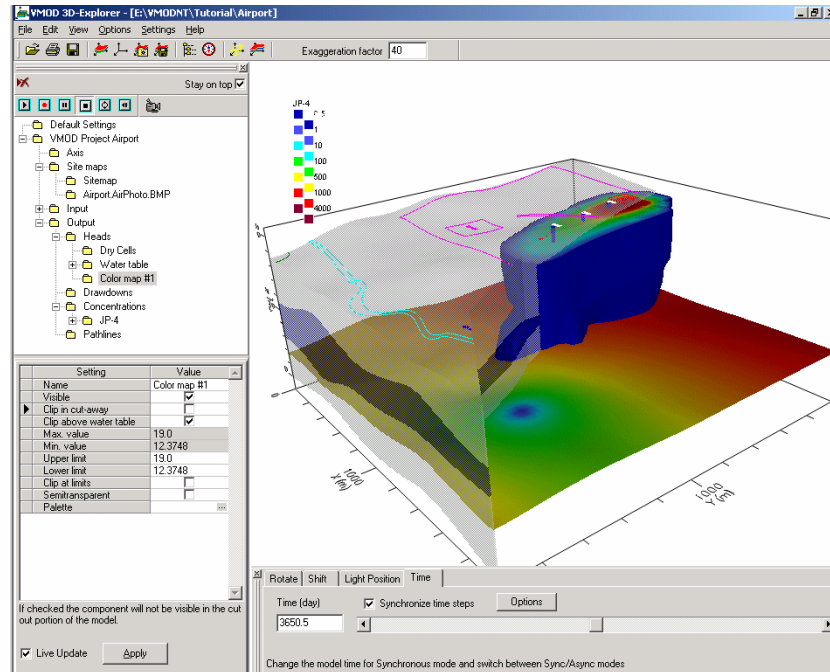 VMOD 3D-Explorer - [E:\VMODNT\Tutorial\Airport]
File Edit View Options Settings Help
Exaggeration factor 40
Stay on top
Default Settings
VMOD Project Airport
Axis
Site maps
Sitemap
Airport.AirPhoto.BMP
Input
Output
Heads
Dry Cells
Water table
Color map #1
Drawdowns
Concentrations
JP-4
Pathlines
Setting Value
Name Color map #1
Visible
Clip in cut-away
Clip above water table
Max. value 19.0
Min. value 12.3748
Upper limit 19.0
Lower limit 12.3748
Clip at limits
Semitransparent
Palette ...
If checked the component will not be visible in the cut
out portion of the model.
Live Update Apply
JP-4
1
10
100
500
1000
4000
1000
X (m)
1000
Y (m)
Rotate Shift Light Position Time
Time (day) Synchronize time steps Options
3650.5
Change the model time for Synchronous mode and switch between Sync/Async modes